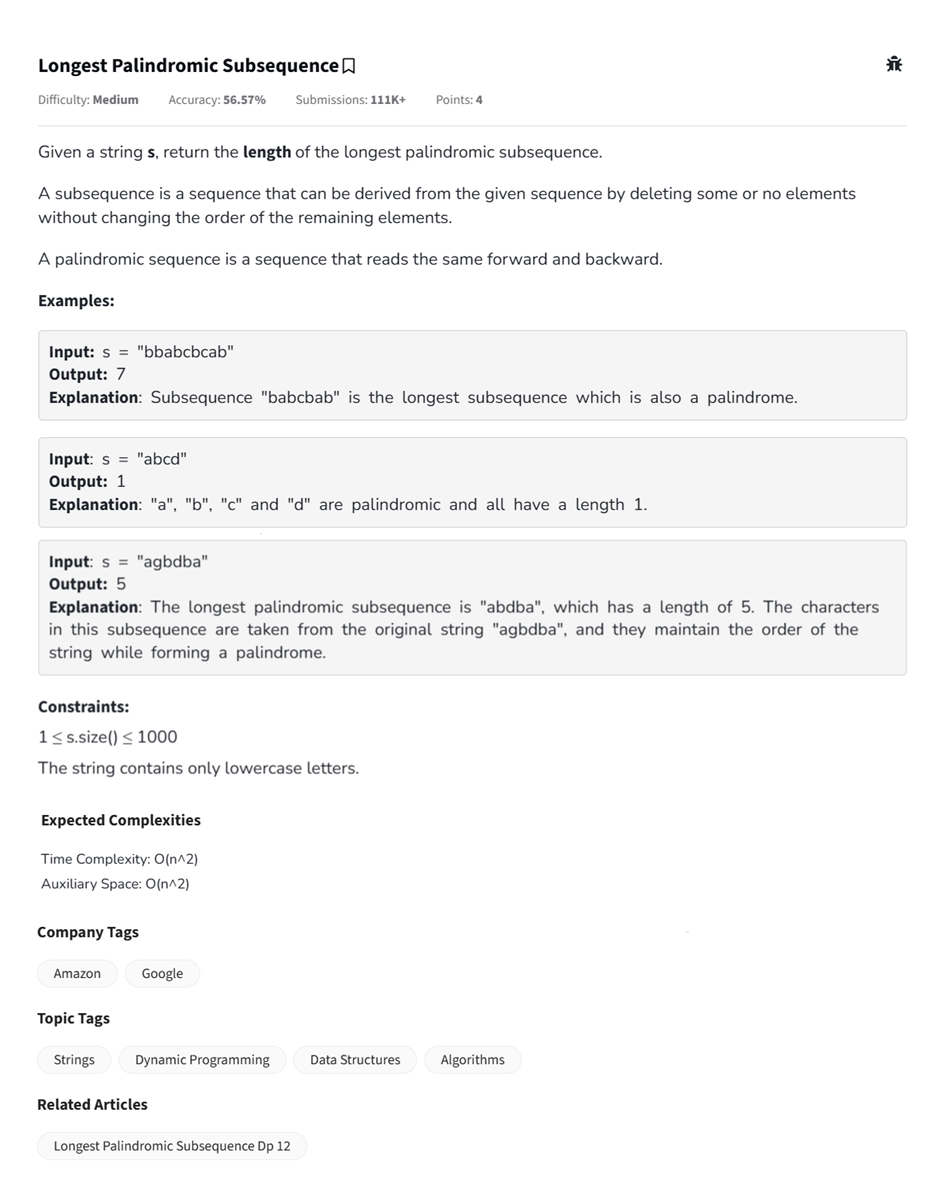 Longest Palindromic Subsequence
Difficulty: Medium Accuracy: 56.57% Submissions: 111K+ Points: 4
Given a string s, return the length of the longest palindromic subsequence.
A subsequence is a sequence that can be derived from the given sequence by deleting some or no elements
without changing the order of the remaining elements.
A palindromic sequence is a sequence that reads the same forward and backward.
Examples:
Input: s = "bbabcbcab"
Output: 7
Explanation: Subsequence "babcbab" is the longest subsequence which is also a palindrome.
Input: s = "abcd"
Output: 1
Explanation: "a", "b", "c" and "d" are palindromic and all have a length 1.
Input: s = "agbdba"
Output: 5
Explanation: The longest palindromic subsequence is "abdba", which has a length of 5. The characters
in this subsequence are taken from the original string "agbdba", and they maintain the order of the
string while forming a palindrome.
Constraints:
1 ≤ s.size() ≤ 1000
The string contains only lowercase letters.
Expected Complexities
Time Complexity: O(n^2)
Auxiliary Space: O(n^2)
Company Tags
Amazon Google
Topic Tags
Strings Dynamic Programming Data Structures Algorithms
Related Articles
Longest Palindromic Subsequence Dp 12